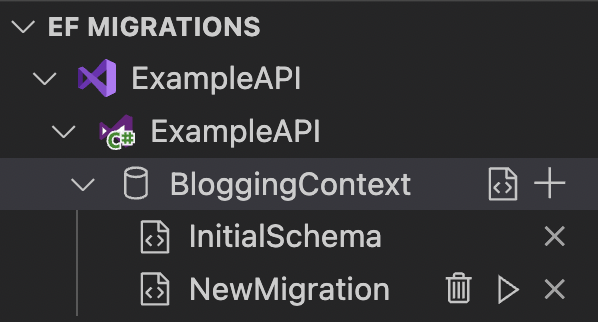 EF MIGRATIONS
ExampleAPI
C# ExampleAPI
BloggingContext
InitialSchema
NewMigration